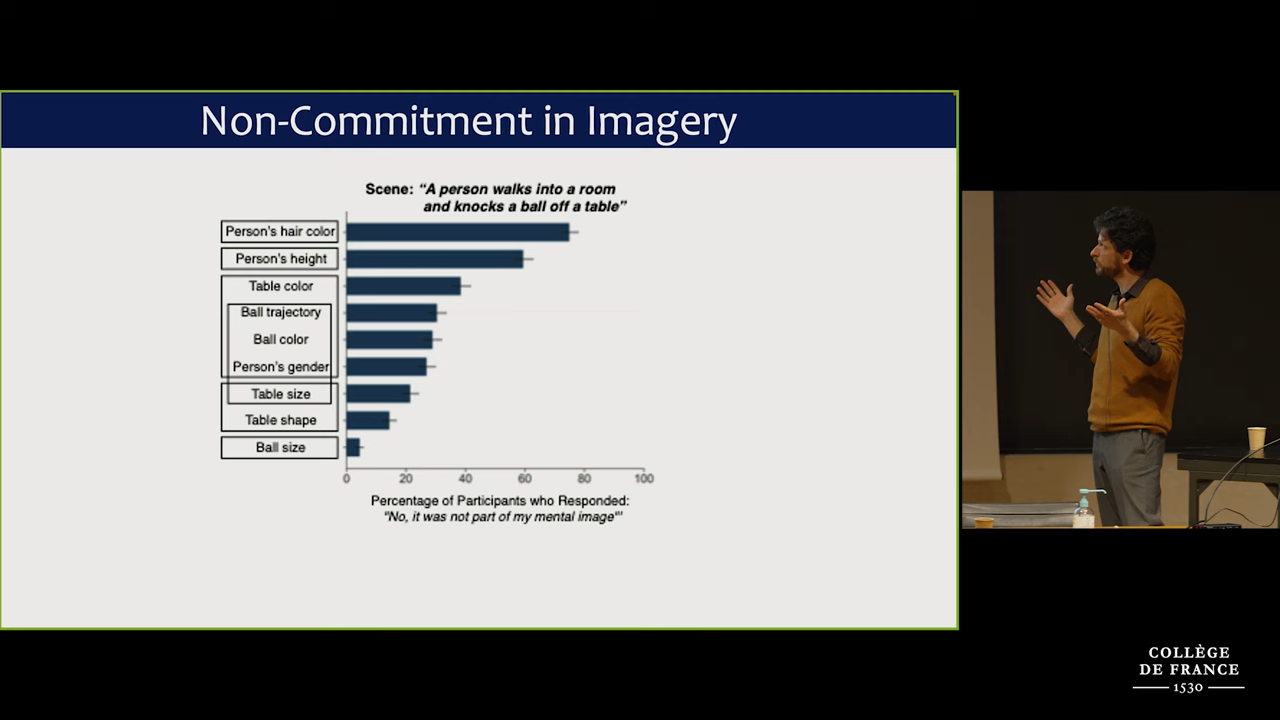 Non-Commitment in Imagery
Scene: “A person walks into a room
and knocks a ball off a table”
Person's hair color
Person's height
Table color
Ball trajectory
Ball color
Person's gender
Table size
Table shape
Ball size
0 20 40 60 80 100
Percentage of Participants who Responded:
"No, it was not part of my mental image"'
COLLÈGE
DE FRANCE
1530